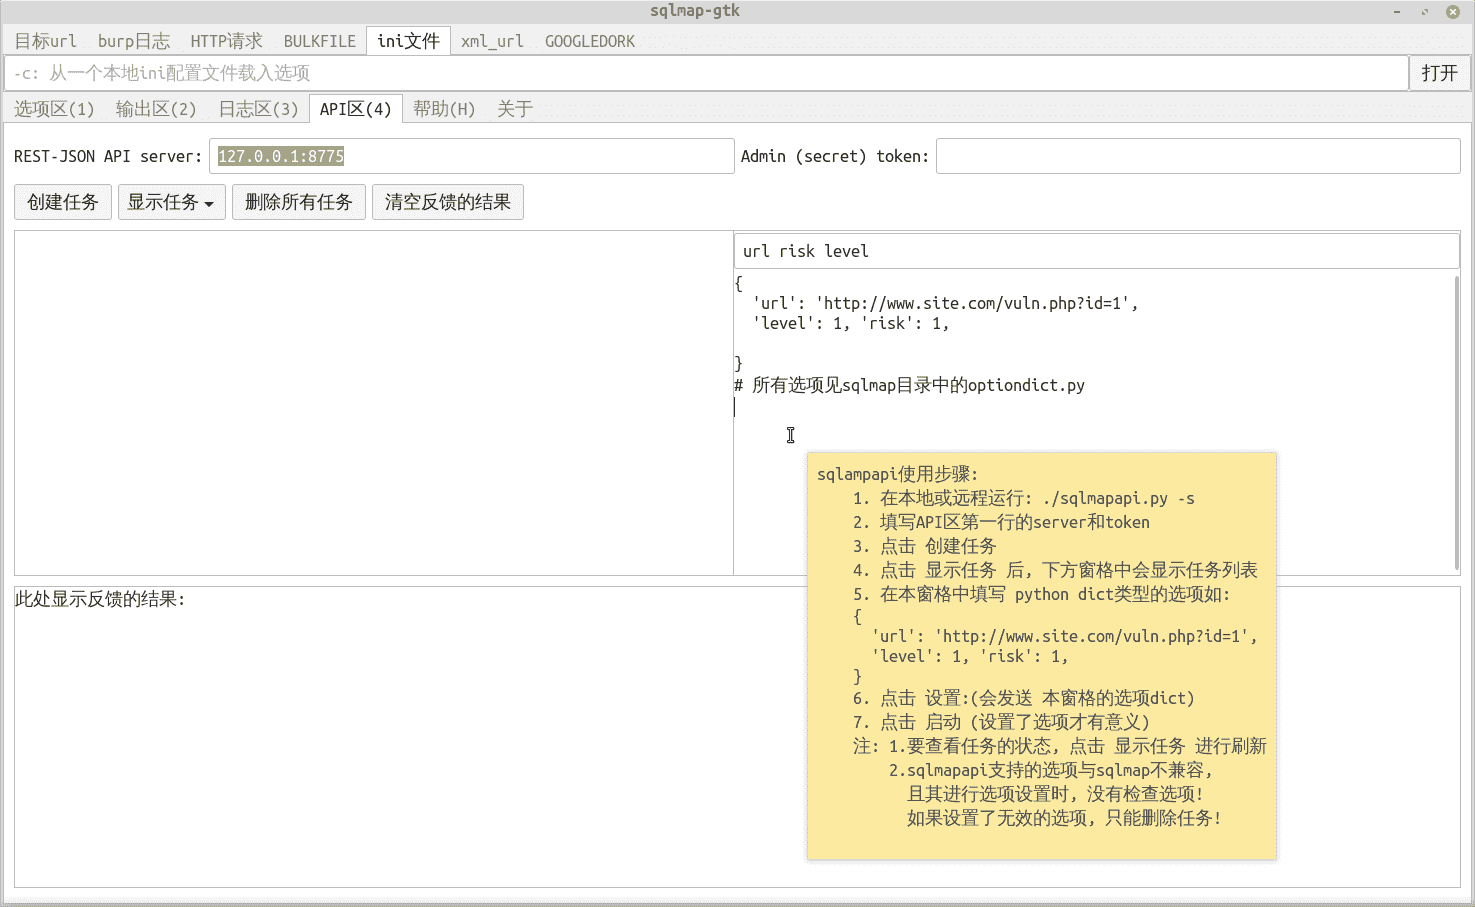 sqlmap-gtk
目标url burp日志 HTTP请求 BULKFILE ini文件 xml_url GOOGLEDORK
-c: 从一个本地ini配置文件载入选项 打开
选项区(1) 输出区(2) 日志区(3) API区(4) 帮助(H) 关于
REST-JSON API server: 127.0.0.1:8775 Admin (secret) token:
创建任务 显示任务 删除所有任务 清空反馈的结果
url risk level
{
'url': 'http://www.site.com/vuln.php?id=1',
'level': 1, 'risk': 1,
}
# 所有选项见sqlmap目录中的optiondict.py
sqlampapi使用步骤:
1. 在本地或远程运行: ./sqlmapapi.py -s
2. 填写API区第一行的server和token
3. 点击 创建任务
4. 点击 显示任务 后, 下方窗格中会显示任务列表
5. 在本窗格中填写 python dict类型的选项如:
{
'url': 'http://www.site.com/vuln.php?id=1',
'level': 1, 'risk': 1,
}
6. 点击 设置:(会发送 本窗格的选项dict)
7. 点击 启动 (设置了选项才有意义)
注: 1.要查看任务的状态, 点击 显示任务 进行刷新
2.sqlmapapi支持的选项与sqlmap不兼容,
且其进行选项设置时, 没有检查选项!
如果设置了无效的选项, 只能删除任务!
此处显示反馈的结果: